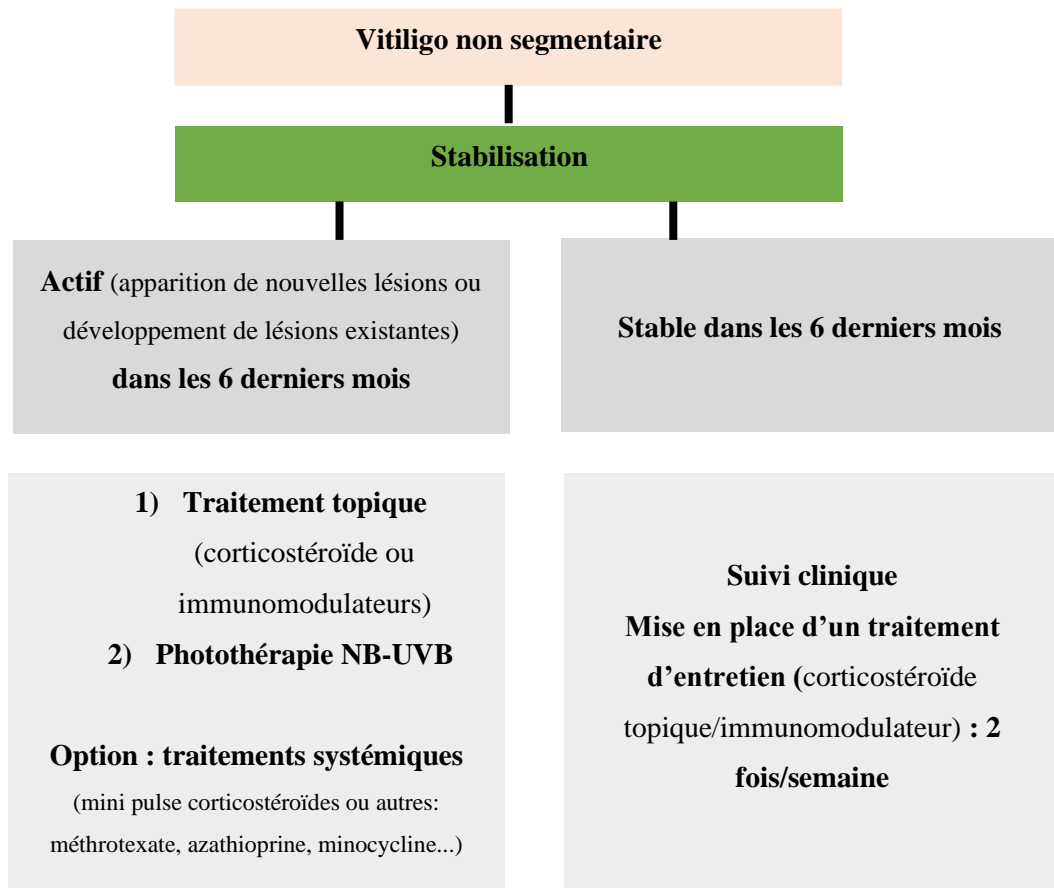 Vitiligo non segmentaire
Stabilisation
Actif (apparition de nouvelles lésions ou
développement de lésions existantes)
dans les 6 derniers mois
Stable dans les 6 derniers mois
1) Traitement topique
(corticostéroïde ou
immunomodulateurs)
2) Photothérapie NB-UVB
Option : traitements systémiques
(mini pulse corticostéroïdes ou autres:
méthrotexate, azathioprine, minocycline...)
Suivi clinique
Mise en place d’un traitement
d’entretien (corticostéroïde
topique/immunomodulateur) : 2
fois/semaine